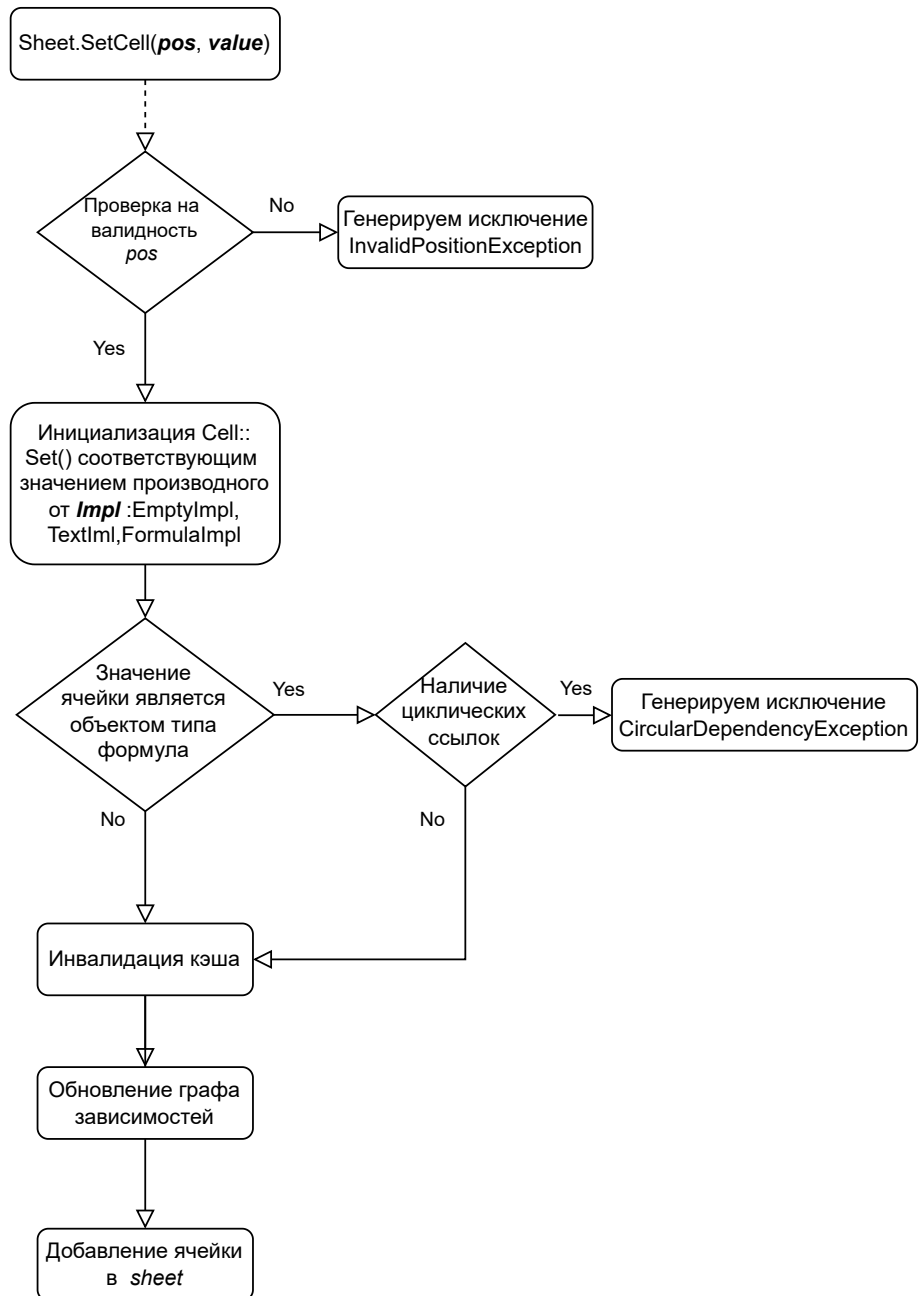 Sheet.SetCell(pos, value)
Проверка на
валидность
pos
No
Генерируем исключение
InvalidPositionException
Yes
Инициализация Cell::
Set() соответствующим
значением производного
от Impl :EmptyImpl,
TextIml,FormulaImpl
Значение
ячейки является
объектом типа
формула
Yes
Наличие
циклических
ссылок
Yes
Генерируем исключение
CircularDependencyException
No
No
Инвалидация кэша
Обновление графа
зависимостей
Добавление ячейки
в sheet